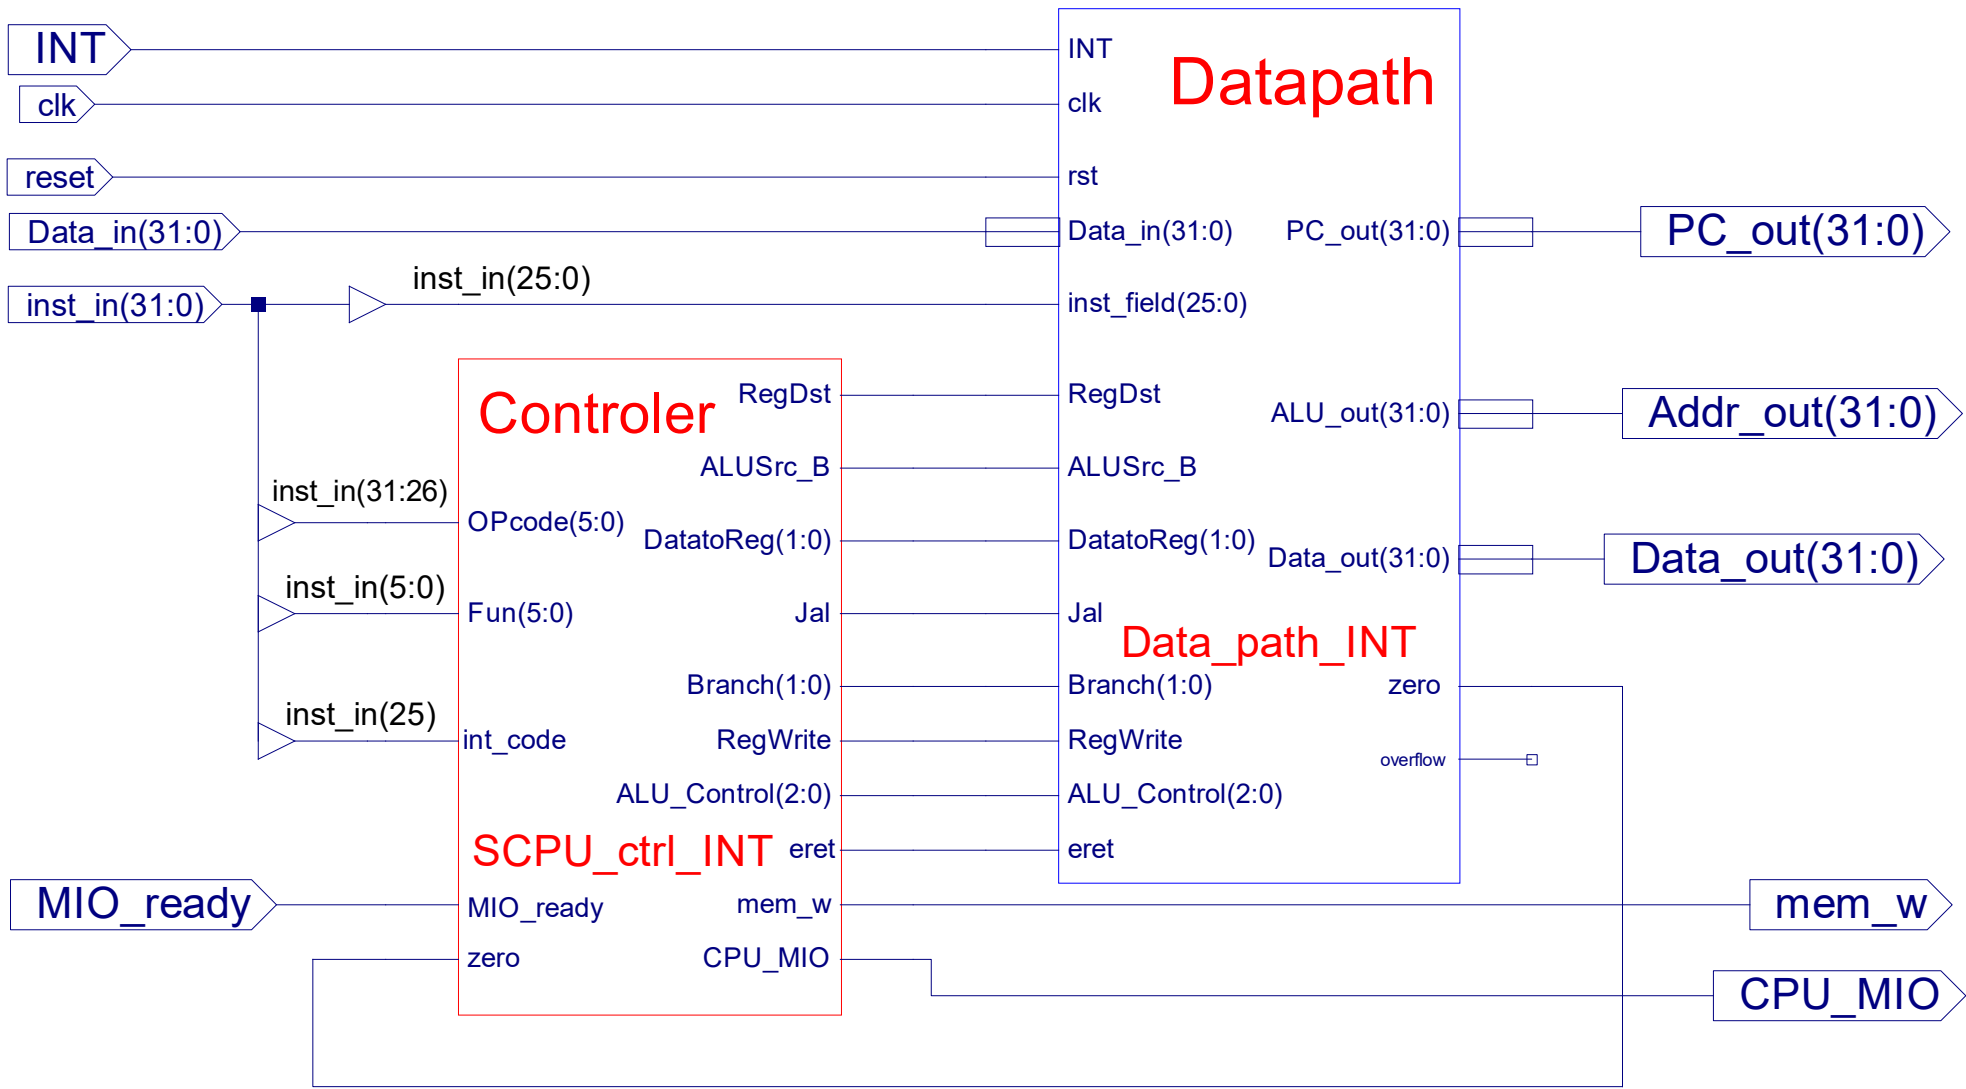 INT
clk
reset
Data_in(31:0)
inst_in(31:0)
inst_in(25:0)
inst_in(31:26)
inst_in(5:0)
inst_in(25)
MIO_ready
Controler
OPcode(5:0)
Fun(5:0)
int_code
SCPU_ctrl_INT
MIO_ready
zero
RegDst
ALUSrc_B
DatatoReg(1:0)
Jal
Branch(1:0)
RegWrite
ALU_Control(2:0)
eret
mem_w
CPU_MIO
Datapath
INT
clk
rst
Data_in(31:0)
inst_field(25:0)
RegDst
ALUSrc_B
DatatoReg(1:0)
Jal
Data_path_INT
Branch(1:0)
RegWrite
ALU_Control(2:0)
eret
PC_out(31:0)
ALU_out(31:0)
Data_out(31:0)
zero
overflow
PC_out(31:0)
Addr_out(31:0)
Data_out(31:0)
mem_w
CPU_MIO